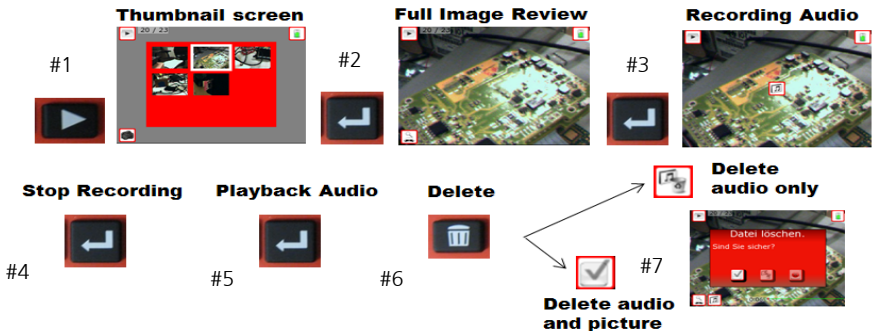 Thumbnail screen
Full Image Review
Recording Audio
20 / 23
#1
#2
#3
Stop Recording
Playback Audio
Delete
Delete
audio only
#4
#5
#6
#7
Datei löschen.
Sind Sie sicher?
Delete audio
and picture